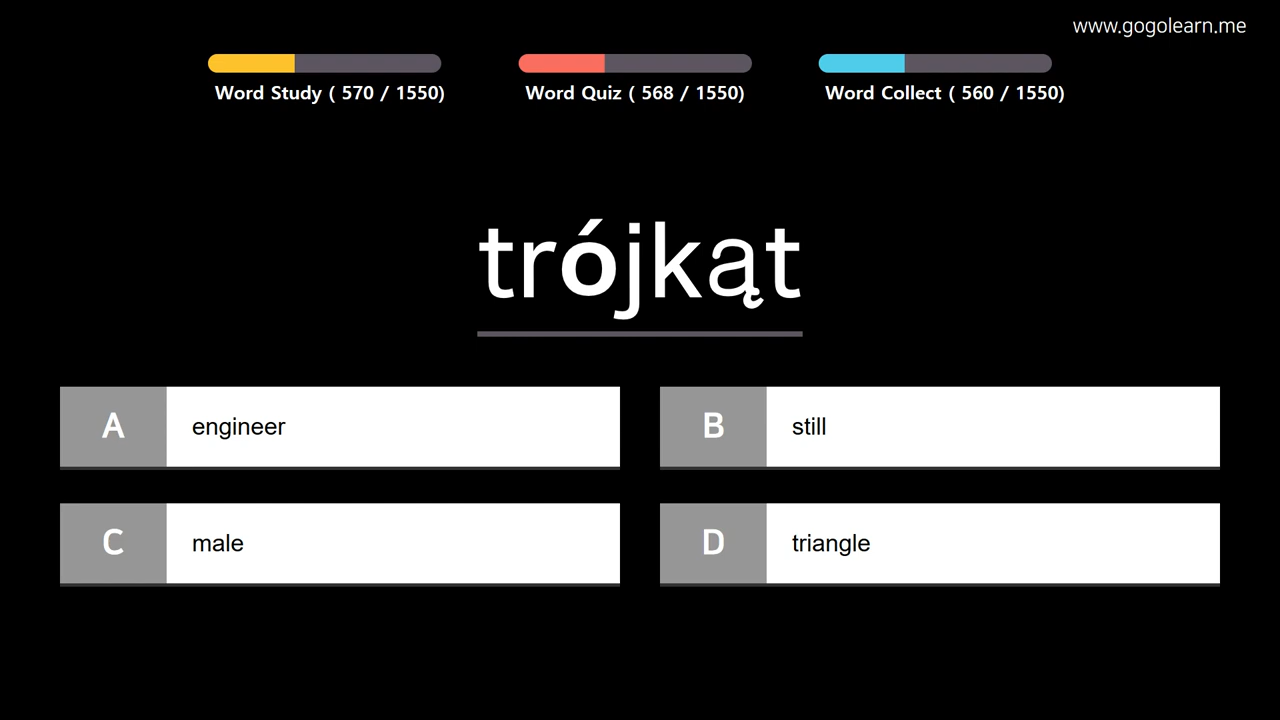 www.gogolearn.me
Word Study ( 570 / 1550)
Word Quiz ( 568 / 1550)
Word Collect ( 560 / 1550)
trójkąt
A engineer
B still
C male
D triangle